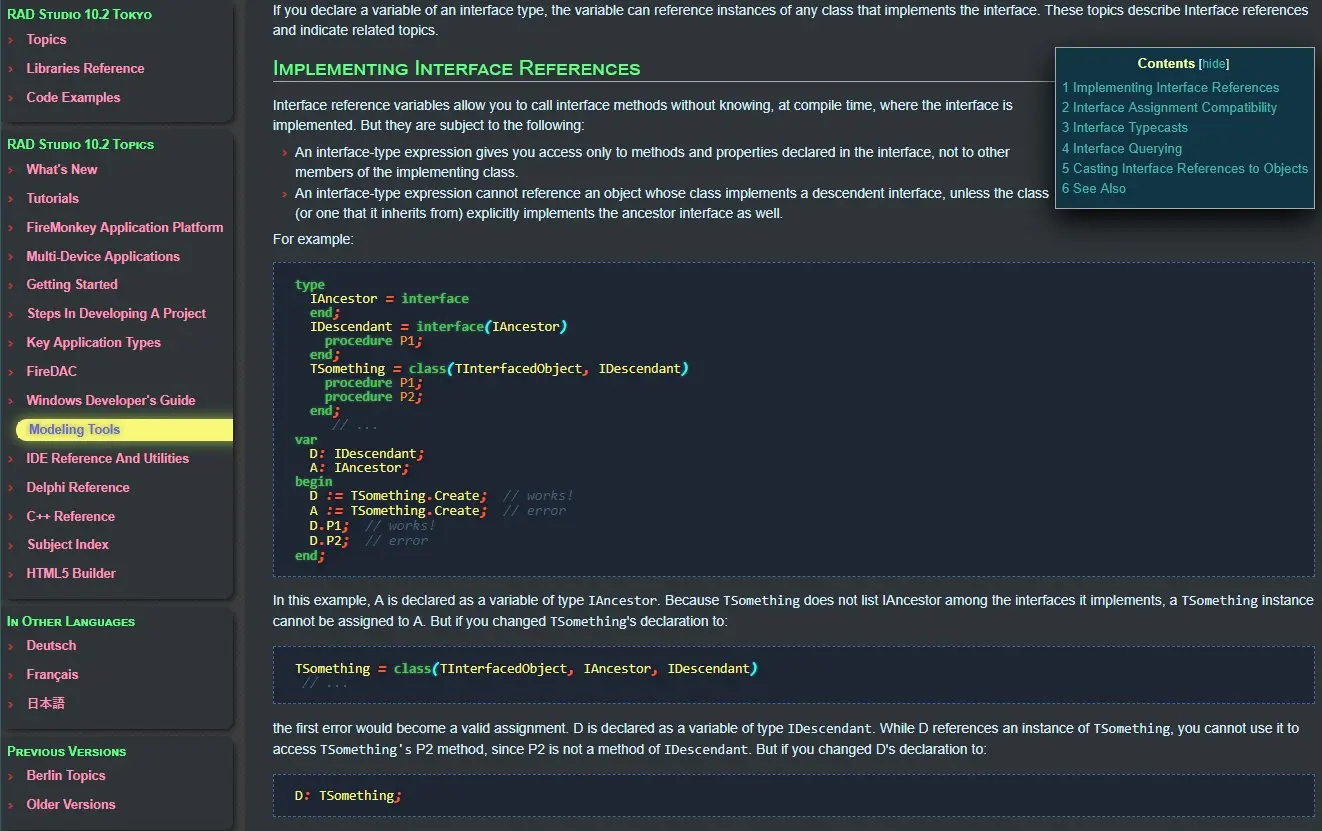 RAD Studio 10.2 Tokyo
Topics
Libraries Reference
Code Examples
RAD Studio 10.2 Topics
What's New
Tutorials
FireMonkey Application Platform
Multi-Device Applications
Getting Started
Steps In Developing A Project
Key Application Types
FireDAC
Windows Developer's Guide
Modeling Tools
IDE Reference And Utilities
Delphi Reference
C++ Reference
Subject Index
HTML5 Builder
In Other Languages
Deutsch
Français
日本語
Previous Versions
Berlin Topics
Older Versions
If you declare a variable of an interface type, the variable can reference instances of any class that implements the interface. These topics describe Interface references
and indicate related topics.
Implementing Interface References
Contents [hide]
1 Implementing Interface References
2 Interface Assignment Compatibility
3 Interface Typecasts
4 Interface Querying
5 Casting Interface References to Objects
6 See Also
Interface reference variables allow you to call interface methods without knowing, at compile time, where the interface is
implemented. But they are subject to the following:
An interface-type expression gives you access only to methods and properties declared in the interface, not to other
members of the implementing class.
An interface-type expression cannot reference an object whose class implements a descendent interface, unless the class
(or one that it inherits from) explicitly implements the ancestor interface as well.
For example:
type
IAncestor = interface
end;
IDescendant = interface(IAncestor)
procedure P1;
end;
TSomething = class(TInterfacedObject, IDescendant)
procedure P1;
procedure P2;
end;
// ...
var
D: IDescendant;
A: IAncestor;
begin
D := TSomething.Create; // works!
A := TSomething.Create; // error
D.P1; // works!
D.P2; // error
end;
In this example, A is declared as a variable of type IAncestor. Because TSomething does not list IAncestor among the interfaces it implements, a TSomething instance
cannot be assigned to A. But if you changed TSomething's declaration to:
TSomething = class(TInterfacedObject, IAncestor, IDescendant)
// ...
the first error would become a valid assignment. D is declared as a variable of type IDescendant. While D references an instance of TSomething, you cannot use it to
access TSomething's P2 method, since P2 is not a method of IDescendant. But if you changed D's declaration to:
D: TSomething;